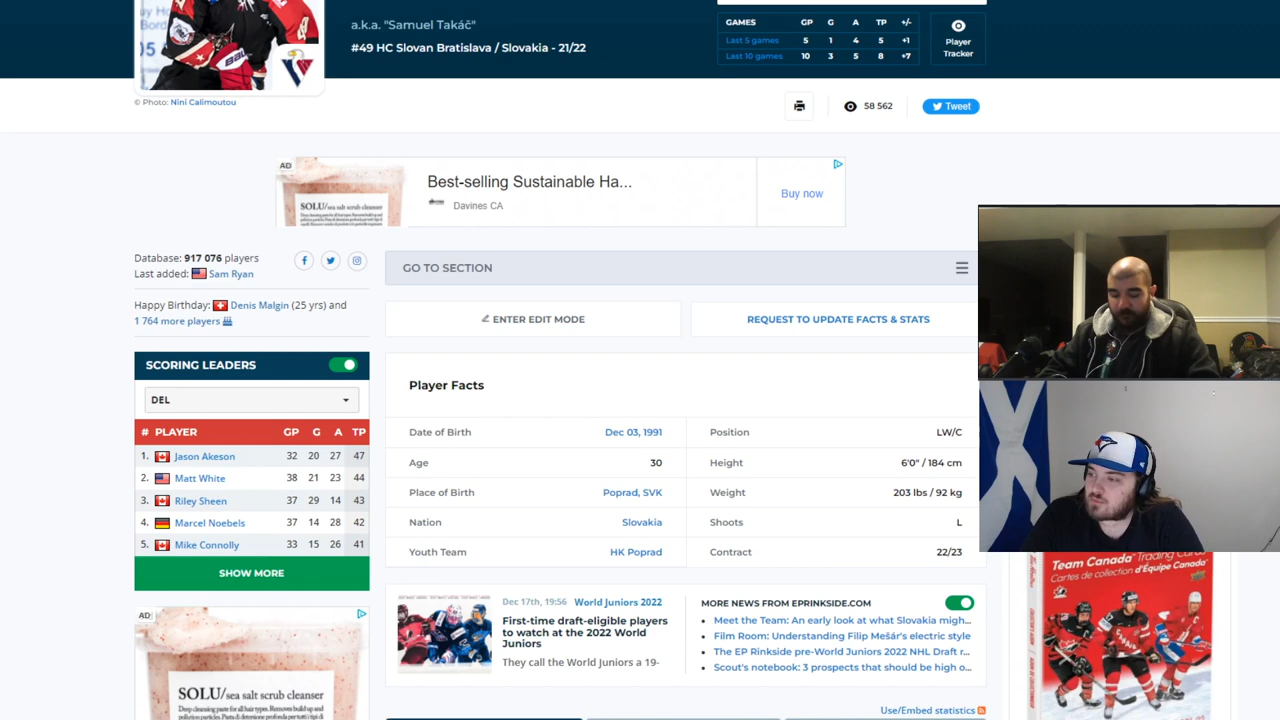 a.k.a. "Samuel Takáč"
#49 HC Slovan Bratislava / Slovakia - 21/22
GAMES GP G A TP +/-
Last 5 games 5 1 4 5 +1
Last 10 games 10 3 5 8 +7
Player
Tracker
© Photo: Nini Calimoutou
58 562
Tweet
AD
Best-selling Sustainable Ha...
Davines CA
Buy now
SOLU/sea salt scrub cleanser
Database: 917 076 players
Last added: Sam Ryan
Happy Birthday: Denis Malgin (25 yrs) and
1 764 more players
GO TO SECTION
ENTER EDIT MODE
REQUEST TO UPDATE FACTS & STATS
SCORING LEADERS
DEL
# PLAYER GP G A TP
1. Jason Akeson 32 20 27 47
2. Matt White 38 21 23 44
3. Riley Sheen 37 29 14 43
4. Marcel Noebels 37 14 28 42
5. Mike Connolly 33 15 26 41
SHOW MORE
Player Facts
Date of Birth Dec 03, 1991 Position LW/C
Age 30 Height 6'0" / 184 cm
Place of Birth Poprad, SVK Weight 203 lbs / 92 kg
Nation Slovakia Shoots L
Youth Team HK Poprad Contract 22/23
Dec 17th, 19:56 World Juniors 2022
First-time draft-eligible players
to watch at the 2022 World
Juniors
They call the World Juniors a 19-
MORE NEWS FROM EPRINKSIDE.COM
Meet the Team: An early look at what Slovakia migh...
Film Room: Understanding Filip Mešár's electric style
The EP Rinkside pre-World Juniors 2022 NHL Draft r...
Scout's notebook: 3 prospects that should be high o...
Use/Embed statistics
AD
SOLU/sea salt scrub cleanser
Team Canada Trading Cards
Cartes de collection d'Équipe Canada